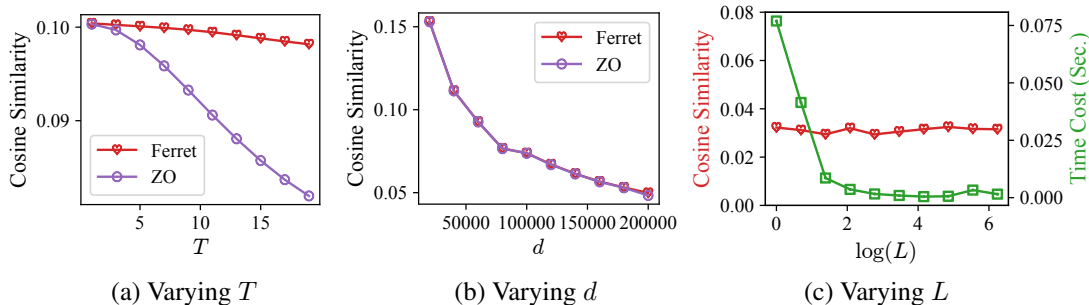 0.10
0.09
Cosine Similarity
Ferret
ZO
5
10
15
T
(a) Varying T
0.15
0.10
0.05
Cosine Similarity
Ferret
ZO
50000
100000
150000
200000
d
(b) Varying d
0.08
0.06
0.04
0.02
0.00
Cosine Similarity
0.075
0.050
0.025
0.000
Time Cost (Sec.)
0
2
4
6
log(L)
(c) Varying L